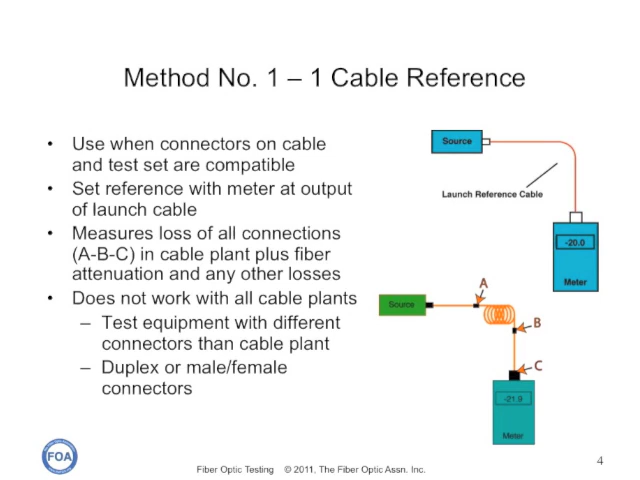 Method No. 1 – 1 Cable Reference
• Use when connectors on cable
and test set are compatible
• Set reference with meter at output
of launch cable
• Measures loss of all connections
(A-B-C) in cable plant plus fiber
attenuation and any other losses
• Does not work with all cable plants
– Test equipment with different
connectors than cable plant
– Duplex or male/female
connectors
Source
Launch Reference Cable
-20.0
Meter
A
Source
B
C
-21.9
Meter
FOA
Fiber Optic Testing © 2011, The Fiber Optic Assn. Inc.
4